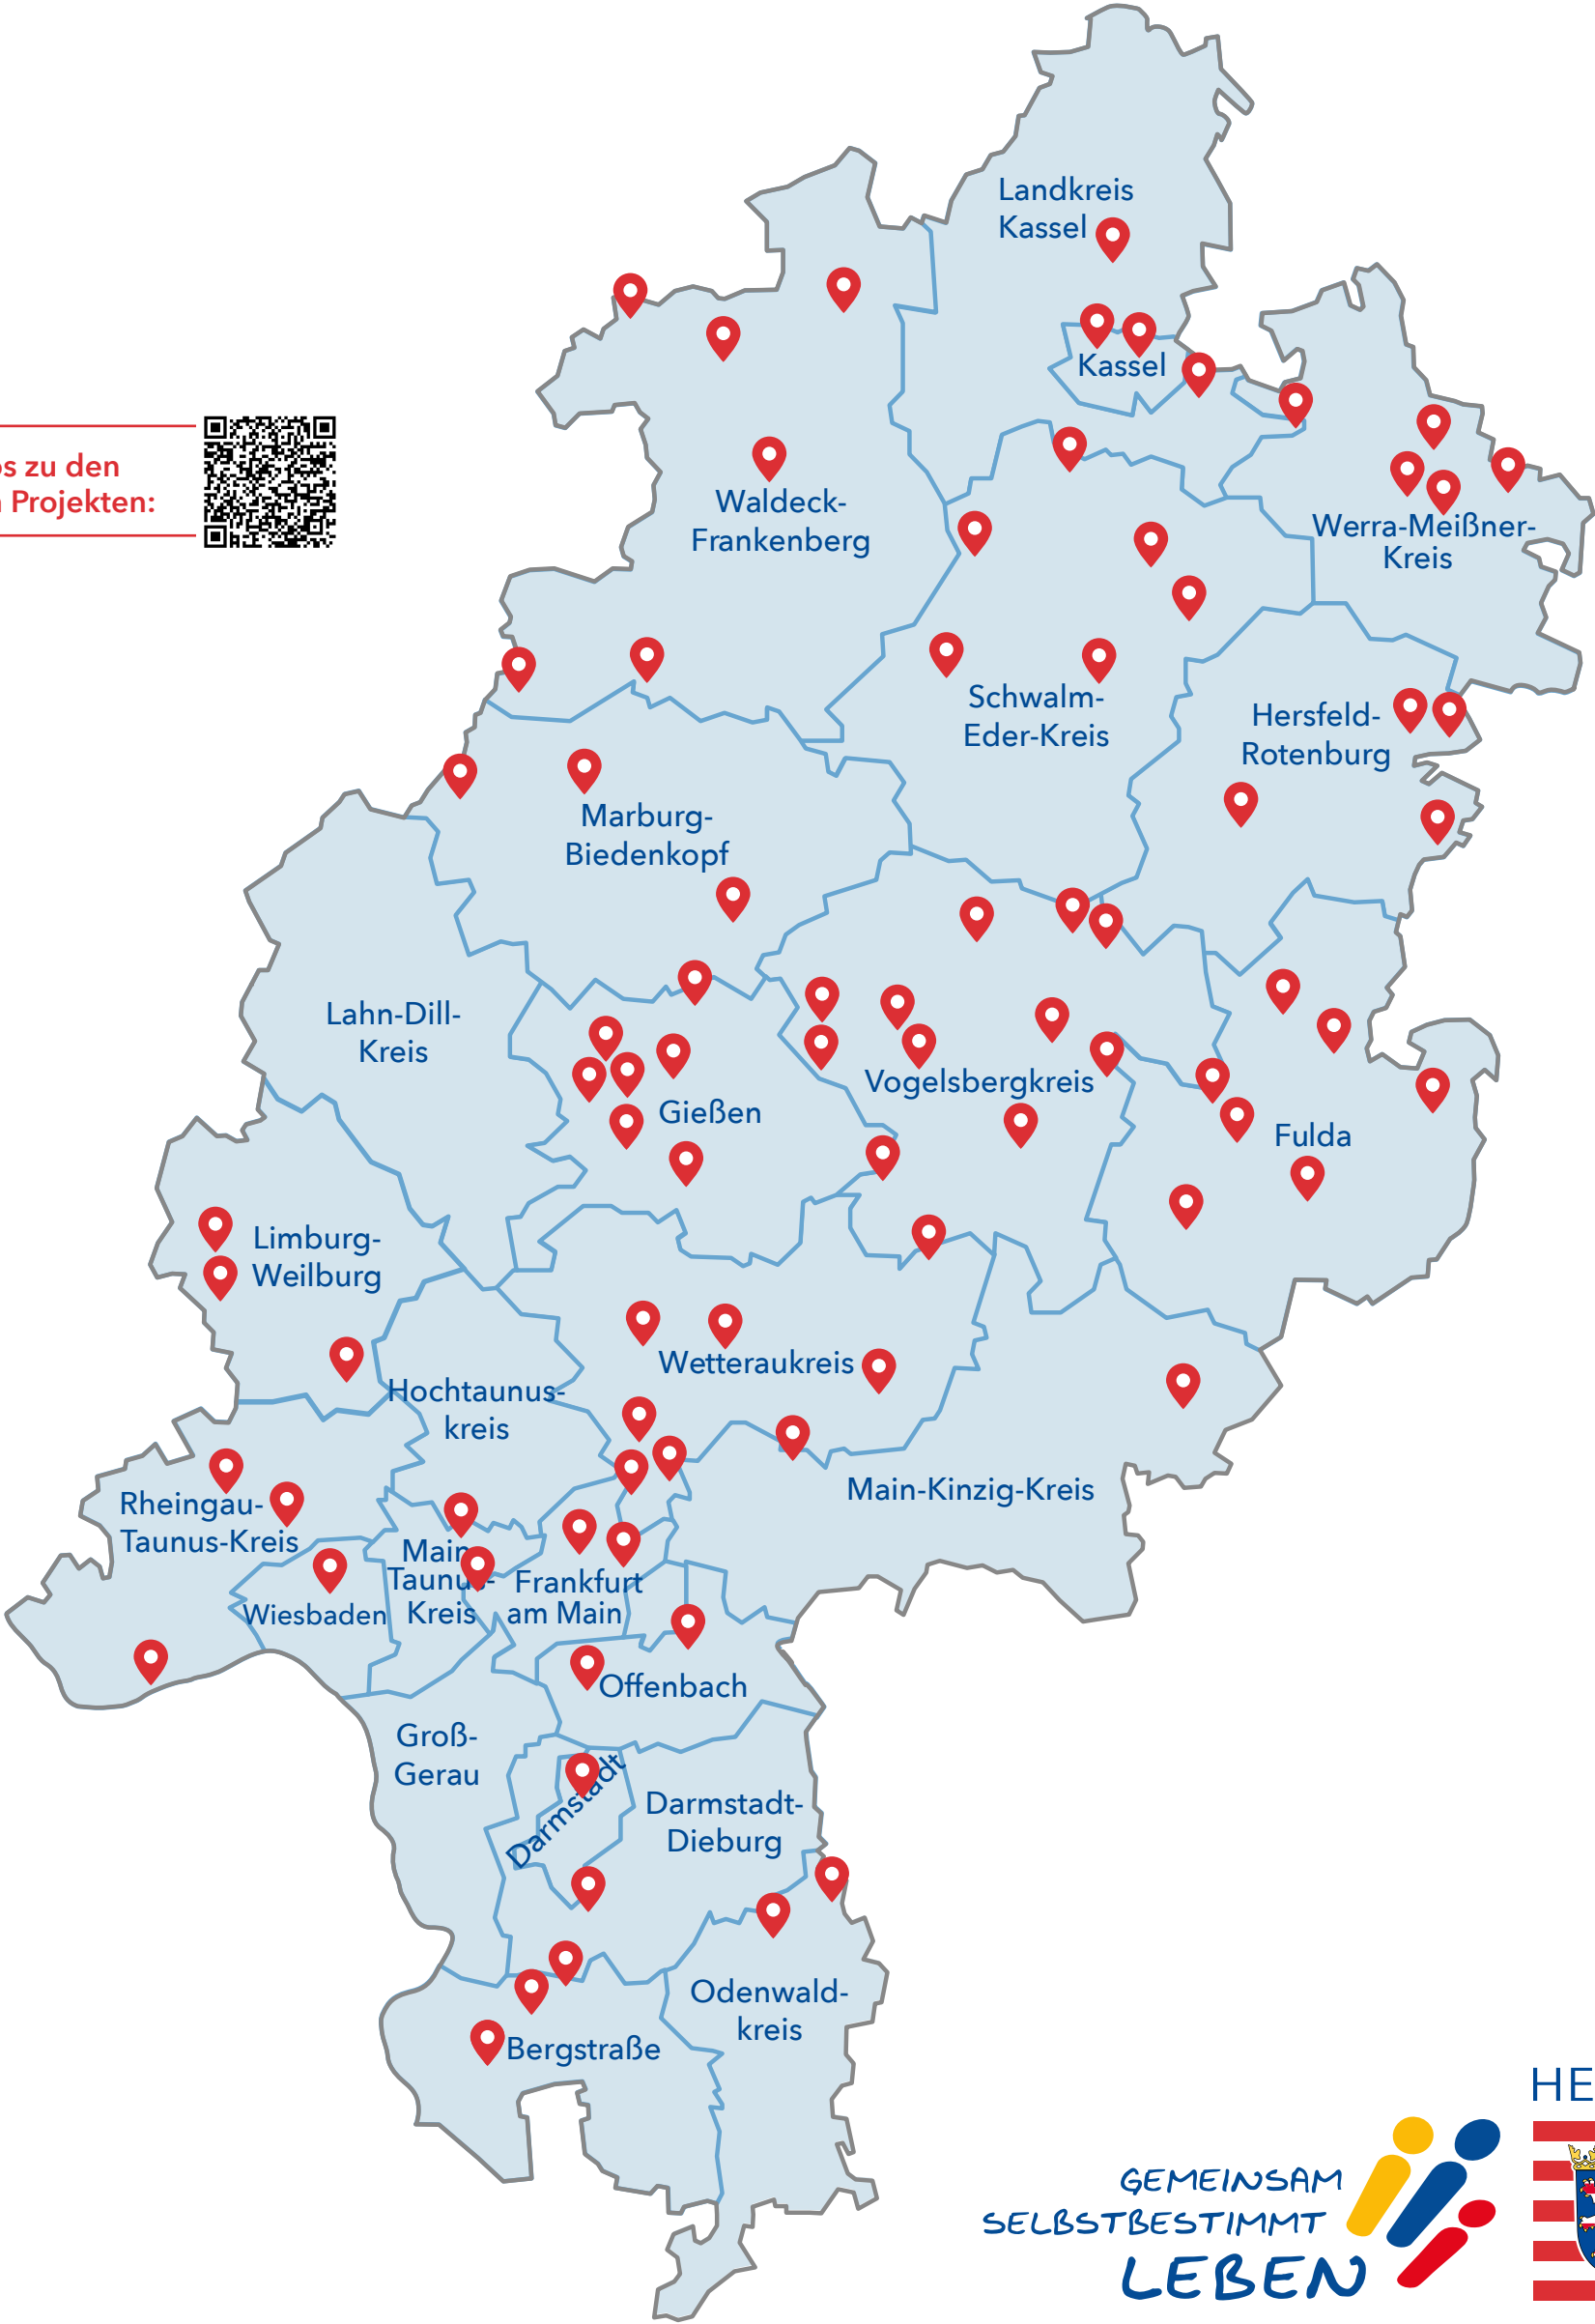 Landkreis
Kassel
Kassel
zu den
Projekten:
Waldeck-
Frankenberg
Werra-Meißner-
Kreis
Schwalm-
Eder-Kreis
Hersfeld-
Rotenburg
Marburg-
Biedenkopf
Lahn-Dill-
Kreis
Vogelsbergkreis
Gießen
Fulda
Limburg-
Weilburg
Wetteraukreis
Hochtaunus-
kreis
Main-Kinzig-Kreis
Rheingau-
Taunus-Kreis
Main-
Taunus-
Kreis
Frankfurt
am Main
Wiesbaden
Offenbach
Groß-
Gerau
Darmstadt
Darmstadt-
Dieburg
Odenwald-
kreis
Bergstraße
HE
GEMEINSAM
SELBSTBESTIMMT
LEBEN